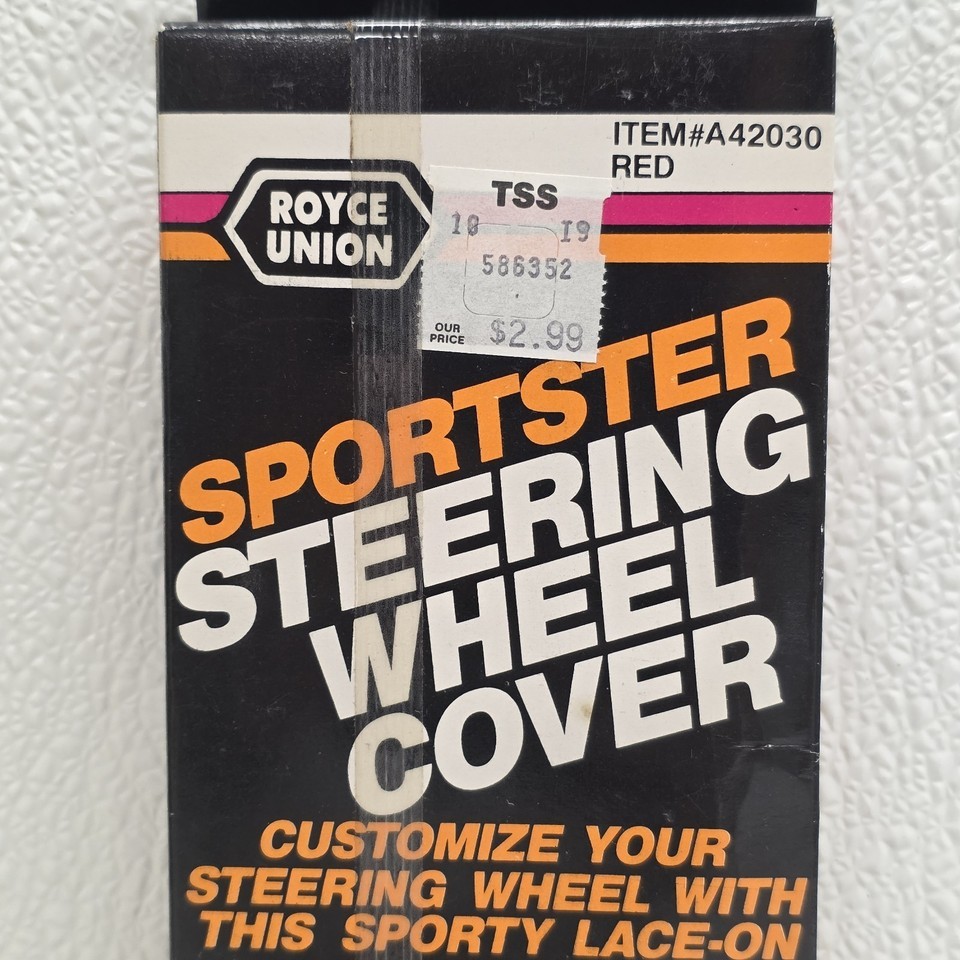 ITEM#A42030
RED
ROYCE
UNION
TSS
18 I9
586352
OUR
PRICE $2.99
SPORTSTER
STEERING
WHEEL
COVER
CUSTOMIZE YOUR
STEERING WHEEL WITH
THIS SPORTY LACE-ON